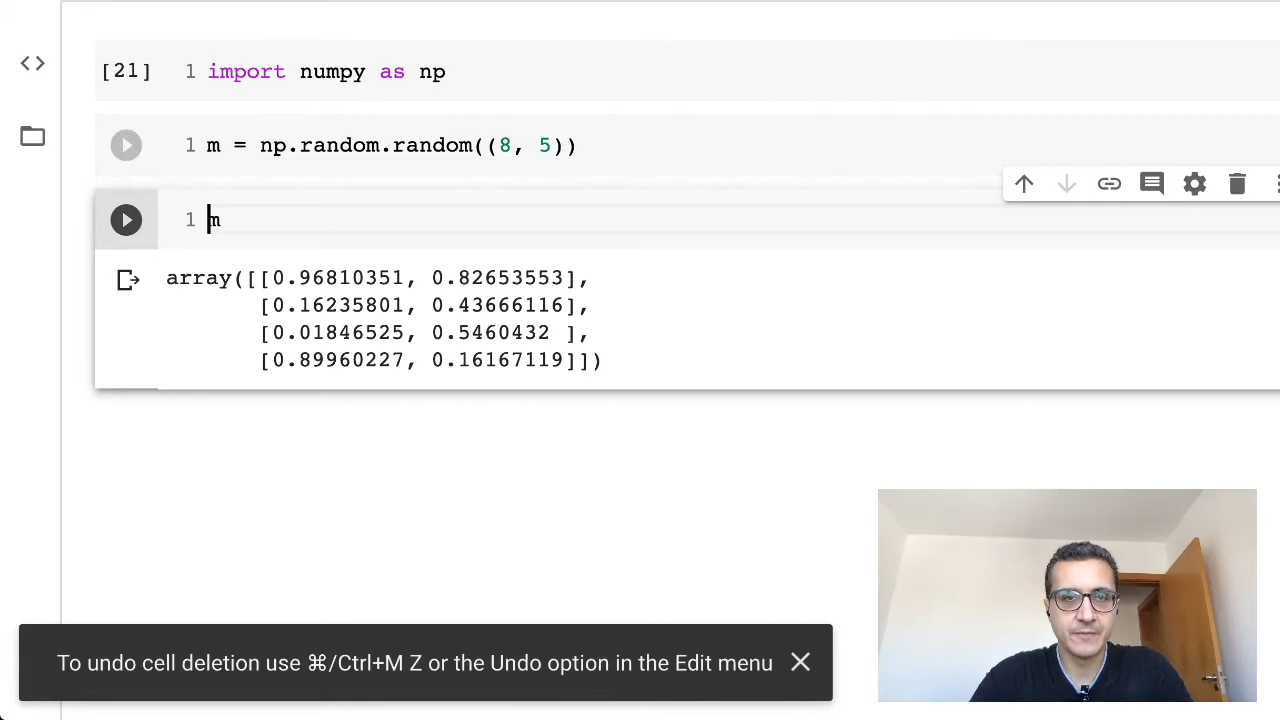 [21] 1 import numpy as np
1 m = np.random.random((8, 5))
1 m
array([[0.96810351, 0.82653553],
[0.16235801, 0.43666116],
[0.01846525, 0.5460432 ],
[0.89960227, 0.16167119]])
To undo cell deletion use ⌘/Ctrl+M Z or the Undo option in the Edit menu